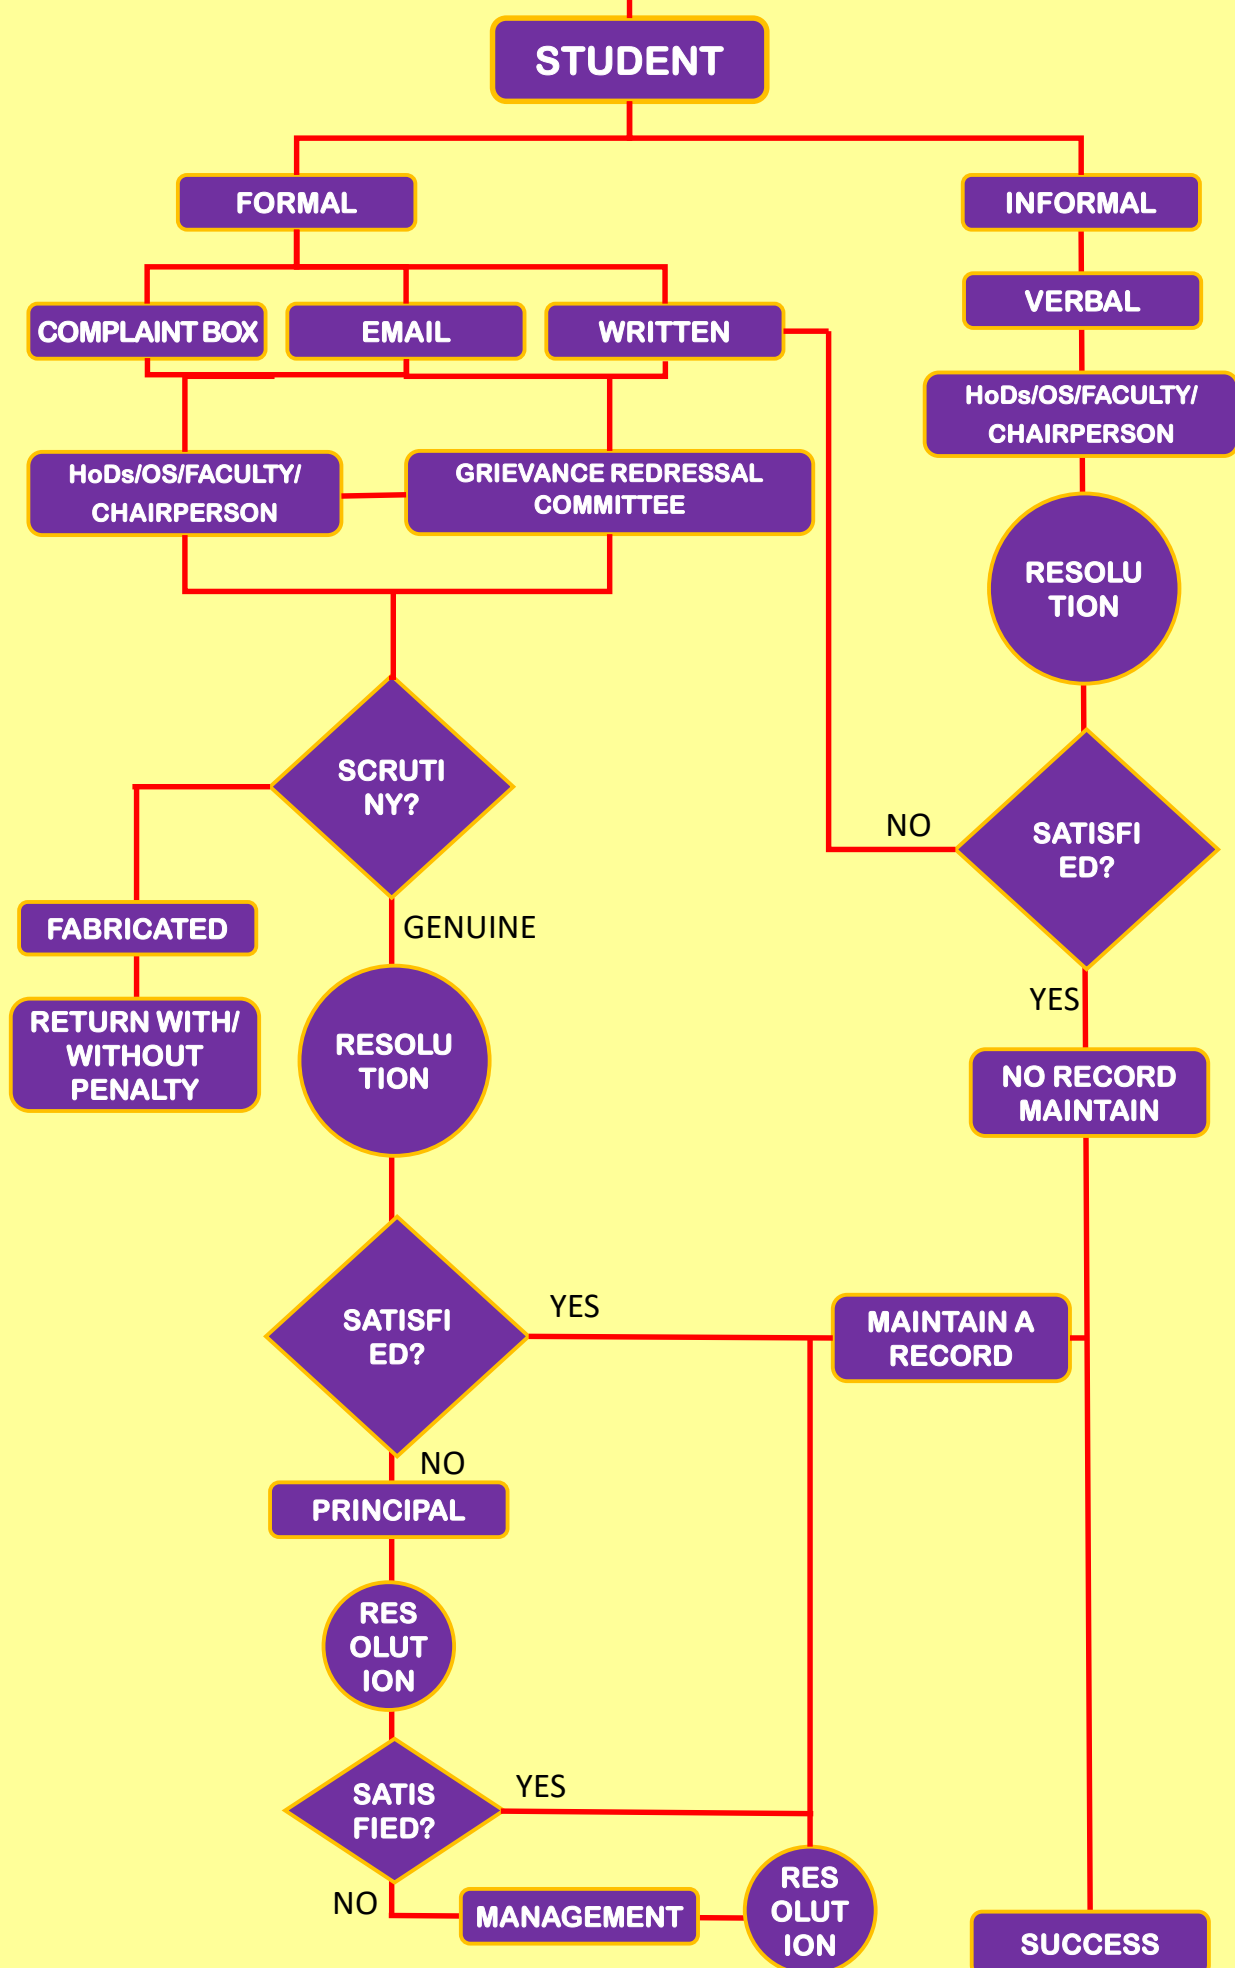 STUDENT
FORMAL
INFORMAL
VERBAL
COMPLAINT BOX
EMAIL
WRITTEN
HoDs/OS/FACULTY/
CHAIRPERSON
HoDs/OS/FACULTY/
CHAIRPERSON
GRIEVANCE REDRESSAL
COMMITTEE
RESOLU
TION
SCRUTI
NY?
NO
SATISFI
ED?
FABRICATED
GENUINE
YES
RETURN WITH/
WITHOUT
PENALTY
RESOLU
TION
NO RECORD
MAINTAIN
SATISFI
ED?
YES
MAINTAIN A
RECORD
NO
PRINCIPAL
RES
OLUT
ION
SATIS
FIED?
YES
NO
MANAGEMENT
RES
OLUT
ION
SUCCESS